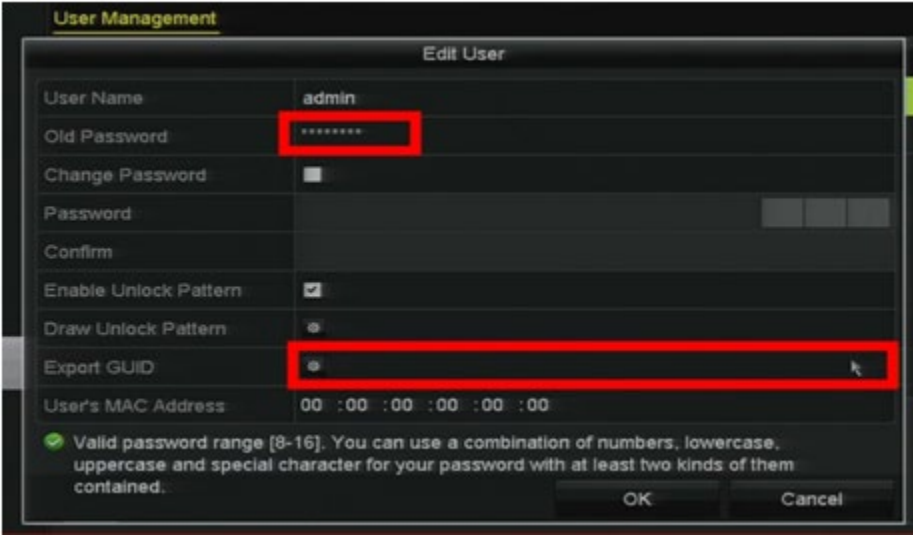 User Management
Edit User
User Name admin
Old Password ********
Change Password
Password
Confirm
Enable Unlock Pattern
Draw Unlock Pattern
Export GUID
User's MAC Address 00 :00 :00 :00 :00 :00
Valid password range [8-16]. You can use a combination of numbers, lowercase,
uppercase and special character for your password with at least two kinds of them
contained.
OK Cancel